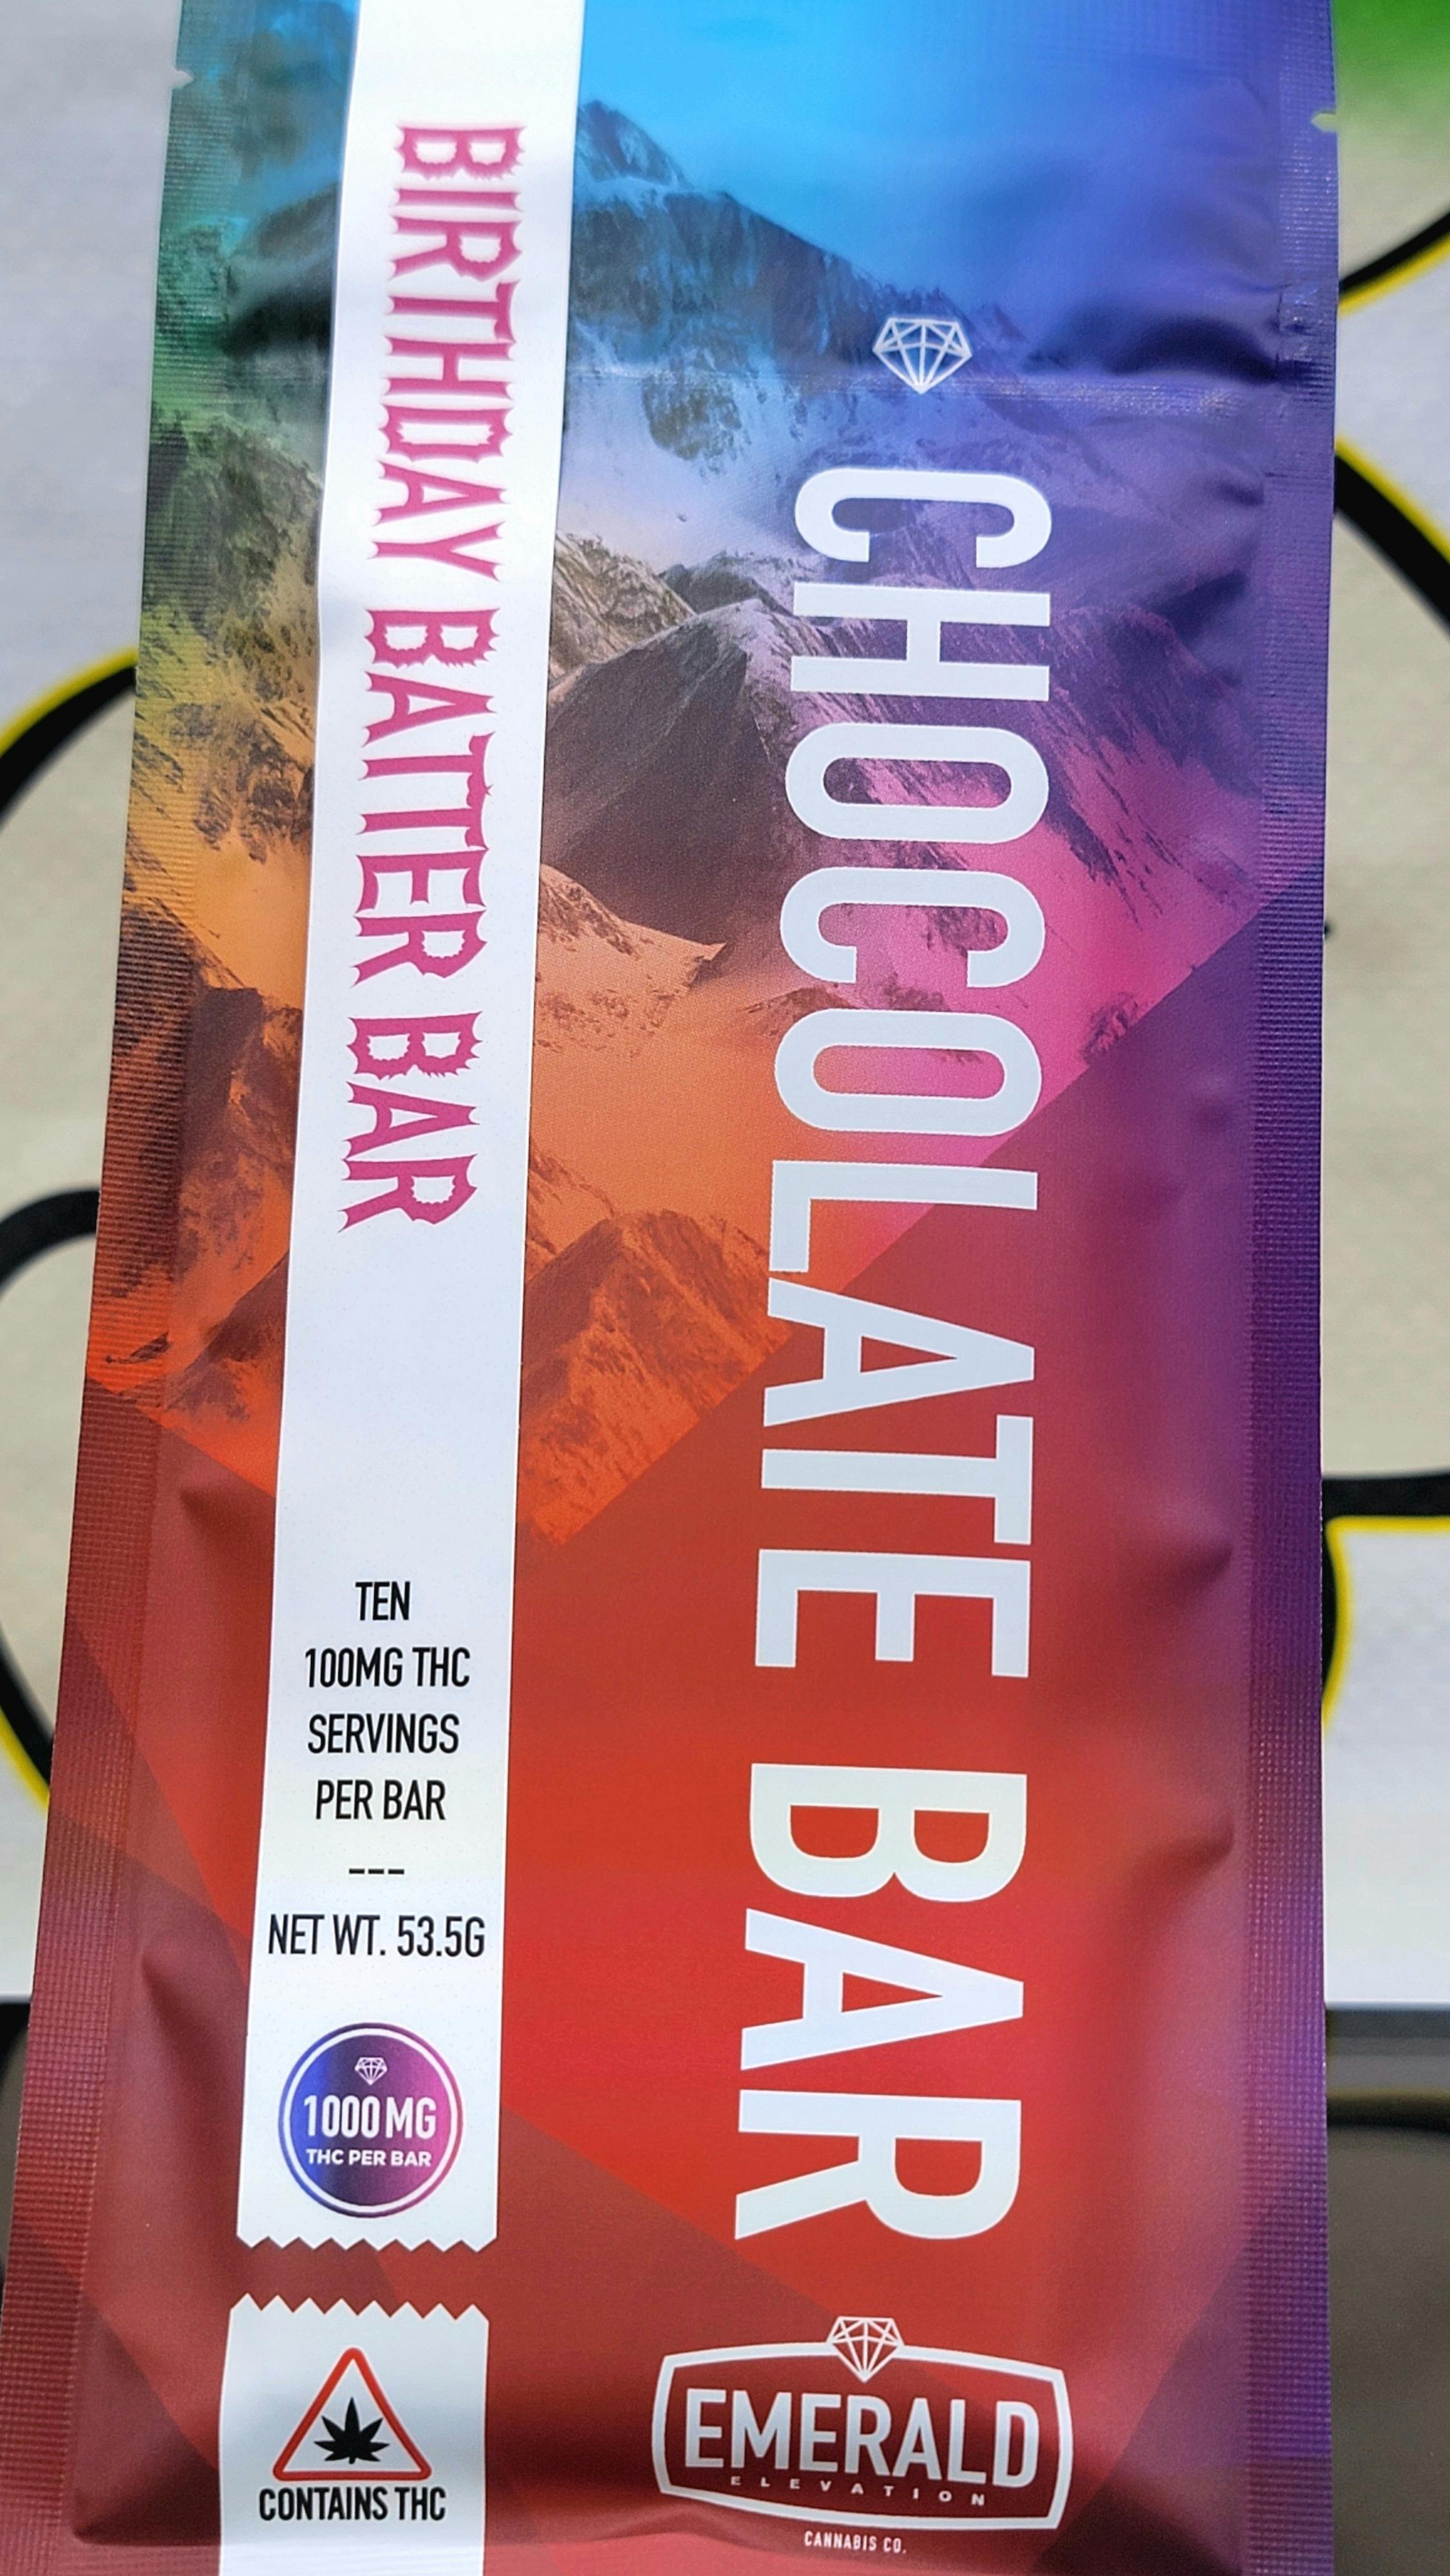 BIRTHDAY BATTER BAR
CHOCOLATE BAR
TEN
100MG THC
SERVINGS
PER BAR
---
NET WT. 53.5G
1000 MG
THC PER BAR
CONTAINS THC
EMERALD
ELEVATION
CANNABIS CO.